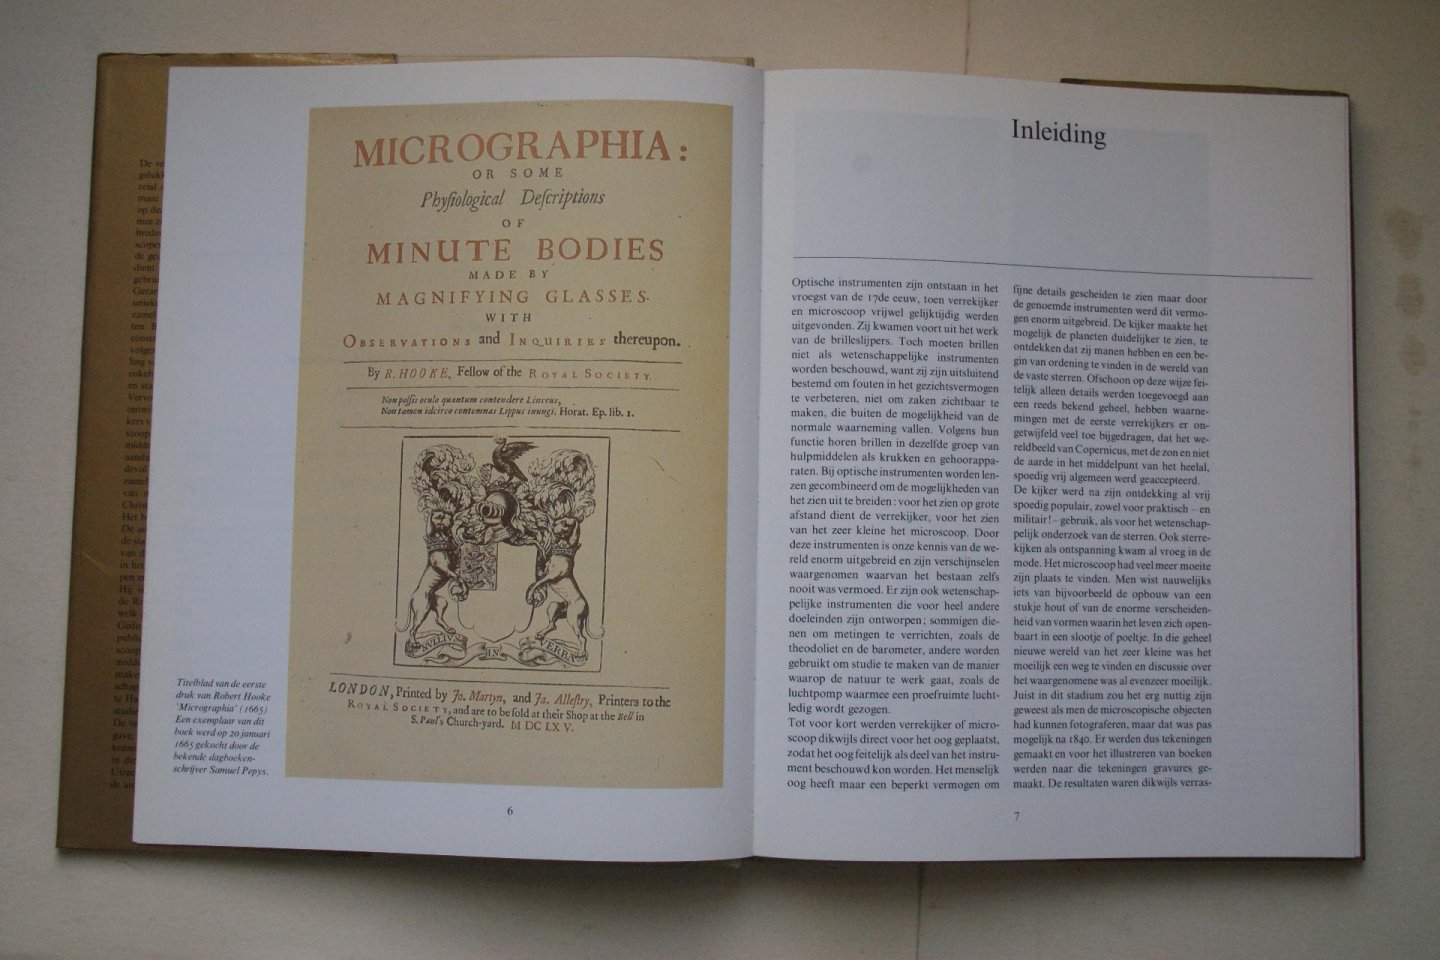 MICROGRAPHIA:
OR SOME
Phyſiological Deſcriptions
OF
MINUTE BODIES
MADE BY
MAGNIFYING GLASSES.
WITH
OBSERVATIONS and INQUIRIES thereupon.
By R. HOOKE, Fellow of the ROYAL SOCIETY.
Non poſſis oculo quantum contendere Linceus,
Non tamen idcirco contemnas Lippus inungi. Horat. Ep. lib. 1.
NULLIUS IN VERBA
LONDON, Printed by Jo. Martyn, and Ja. Alleſtry, Printers to the
ROYAL SOCIETY, and are to be ſold at their Shop at the Bell in
S. Paul's Church-yard. M DC LX V.
Titelblad van de eerste
druk van Robert Hooke
'Micrographia' (1665)
Een exemplaar van dit
boek werd op 20 januari
1665 gekocht door de
bekende dagboeken-
schrijver Samuel Pepys.
6
Inleiding
Optische instrumenten zijn ontstaan in het
vroegst van de 17de eeuw, toen verrekijker
en microscoop vrijwel gelijktijdig werden
uitgevonden. Zij kwamen voort uit het werk
van de brilleslijpers. Toch moeten brillen
niet als wetenschappelijke instrumenten
worden beschouwd, want zij zijn uitsluitend
bestemd om fouten in het gezichtsvermogen
te verbeteren, niet om zaken zichtbaar te
maken, die buiten de mogelijkheid van de
normale waarneming vallen. Volgens hun
functie horen brillen in dezelfde groep van
hulpmiddelen als krukken en gehoorappa-
raten. Bij optische instrumenten worden len-
zen gecombineerd om de mogelijkheden van
het zien uit te breiden: voor het zien op grote
afstand dient de verrekijker, voor het zien
van het zeer kleine het microscoop. Door
deze instrumenten is onze kennis van de we-
reld enorm uitgebreid en zijn verschijnselen
waargenomen waarvan het bestaan zelfs
nooit was vermoed. Er zijn ook wetenschap-
pelijke instrumenten die voor heel andere
doeleinden zijn ontworpen; sommigen die-
nen om metingen te verrichten, zoals de
theodoliet en de barometer, andere worden
gebruikt om studie te maken van de manier
waarop de natuur te werk gaat, zoals de
luchtpomp waarmee een proefruimte lucht-
ledig wordt gezogen.
Tot voor kort werden verrekijker of micro-
scoop dikwijls direct voor het oog geplaatst,
zodat het oog feitelijk als deel van het instru-
ment beschouwd kon worden. Het menselijk
oog heeft maar een beperkt vermogen om
fijne details gescheiden te zien maar door
de genoemde instrumenten werd dit vermo-
gen enorm uitgebreid. De kijker maakte het
mogelijk de planeten duidelijker te zien, te
ontdekken dat zij manen hebben en een be-
gin van ordening te vinden in de wereld van
de vaste sterren. Ofschoon op deze wijze fei-
telijk alleen details werden toegevoegd aan
een reeds bekend geheel, hebben waarne-
mingen met de eerste verrekijkers er on-
getwijfeld veel toe bijgedragen, dat het we-
reldbeeld van Copernicus, met de zon en niet
de aarde in het middelpunt van het heelal,
spoedig vrij algemeen werd geaccepteerd.
De kijker werd na zijn ontdekking al vrij
spoedig populair, zowel voor praktisch – en
militair! – gebruik, als voor het wetenschap-
pelijk onderzoek van de sterren. Ook sterre-
kijken als ontspanning kwam al vroeg in de
mode. Het microscoop had veel meer moeite
zijn plaats te vinden. Men wist nauwelijks
iets van bijvoorbeeld de opbouw van een
stukje hout of van de enorme verscheiden-
heid van vormen waarin het leven zich open-
baart in een slootje of poeltje. In die geheel
nieuwe wereld van het zeer kleine was het
moeilijk een weg te vinden en discussie over
het waargenomene was al evenzeer moeilijk.
Juist in dit stadium zou het erg nuttig zijn
geweest als men de microscopische objecten
had kunnen fotograferen, maar dat was pas
mogelijk na 1840. Er werden dus tekeningen
gemaakt en voor het illustreren van boeken
werden naar die tekeningen gravures ge-
maakt. De resultaten waren dikwijls verras-
7